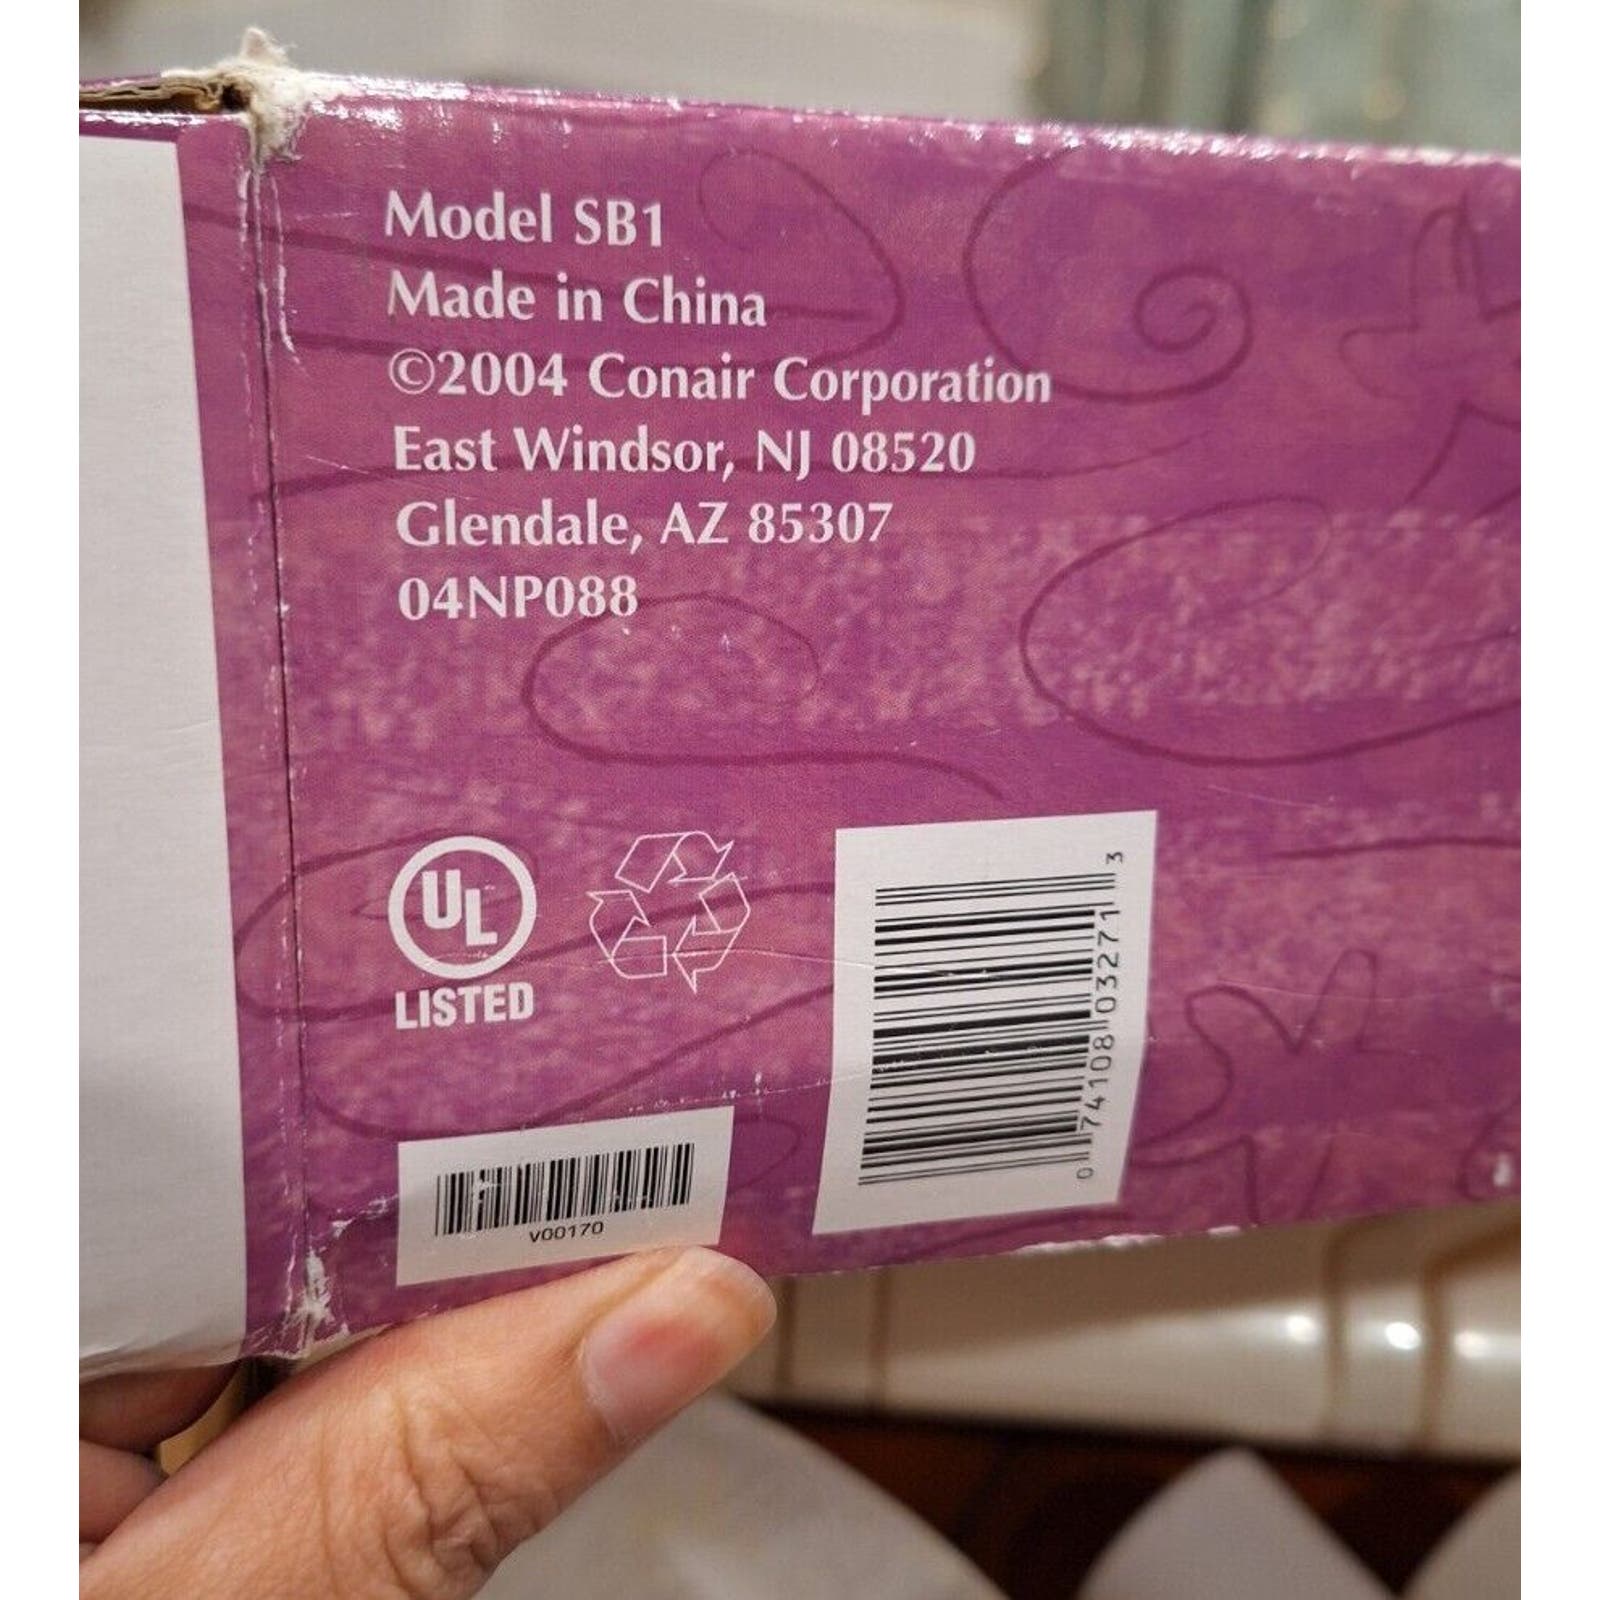 Model SB1
Made in China
©2004 Conair Corporation
East Windsor, NJ 08520
Glendale, AZ 85307
04NP088
UL
LISTED
V00170
0 74108 03271 3